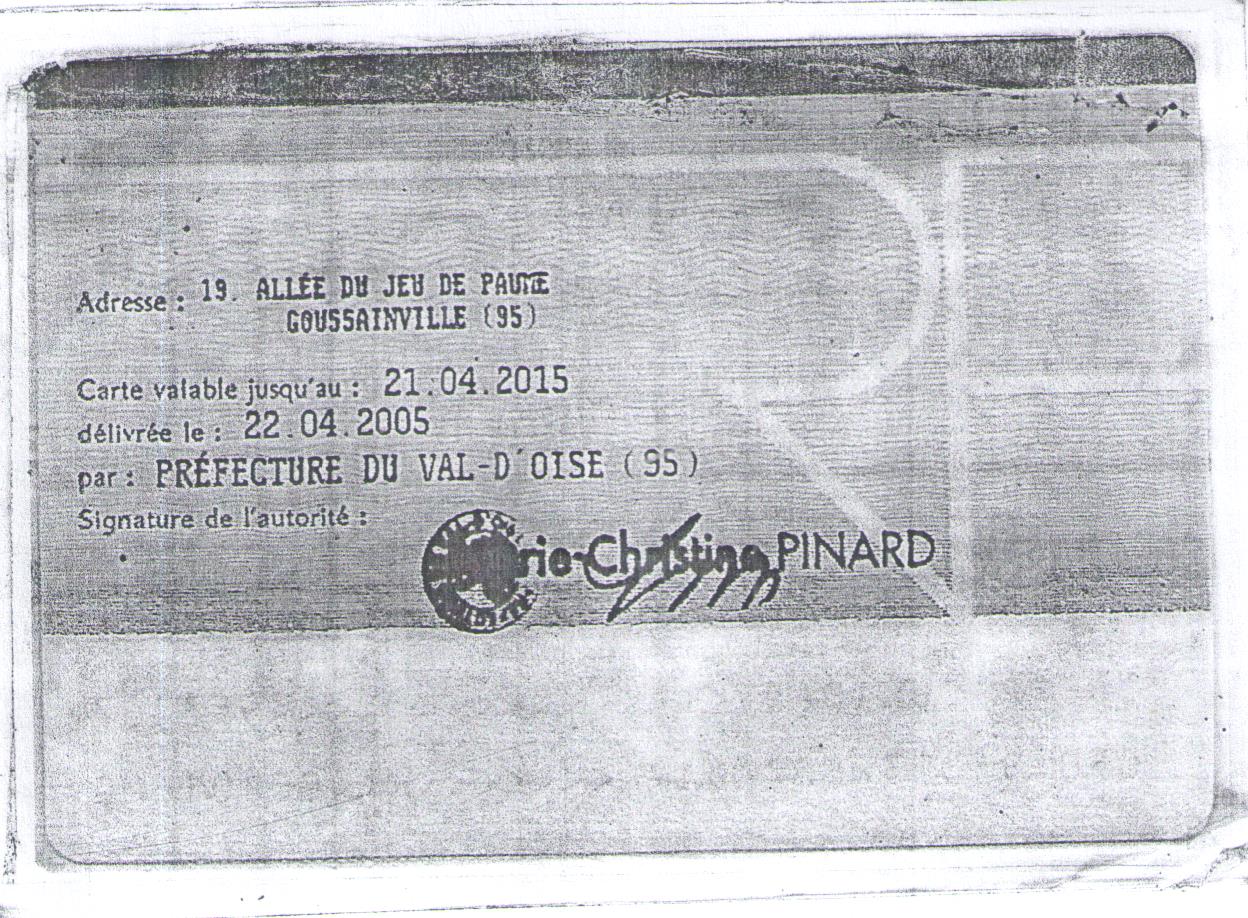 Adresse : 19. ALLÉE DU JEU DE PAUME
GOUSSAINVILLE (95)
Carte valable jusqu'au : 21.04.2015
délivrée le : 22.04.2005
par : PRÉFECTURE DU VAL-D'OISE (95)
Signature de l'autorité :
rie-Christine PINARD
RF